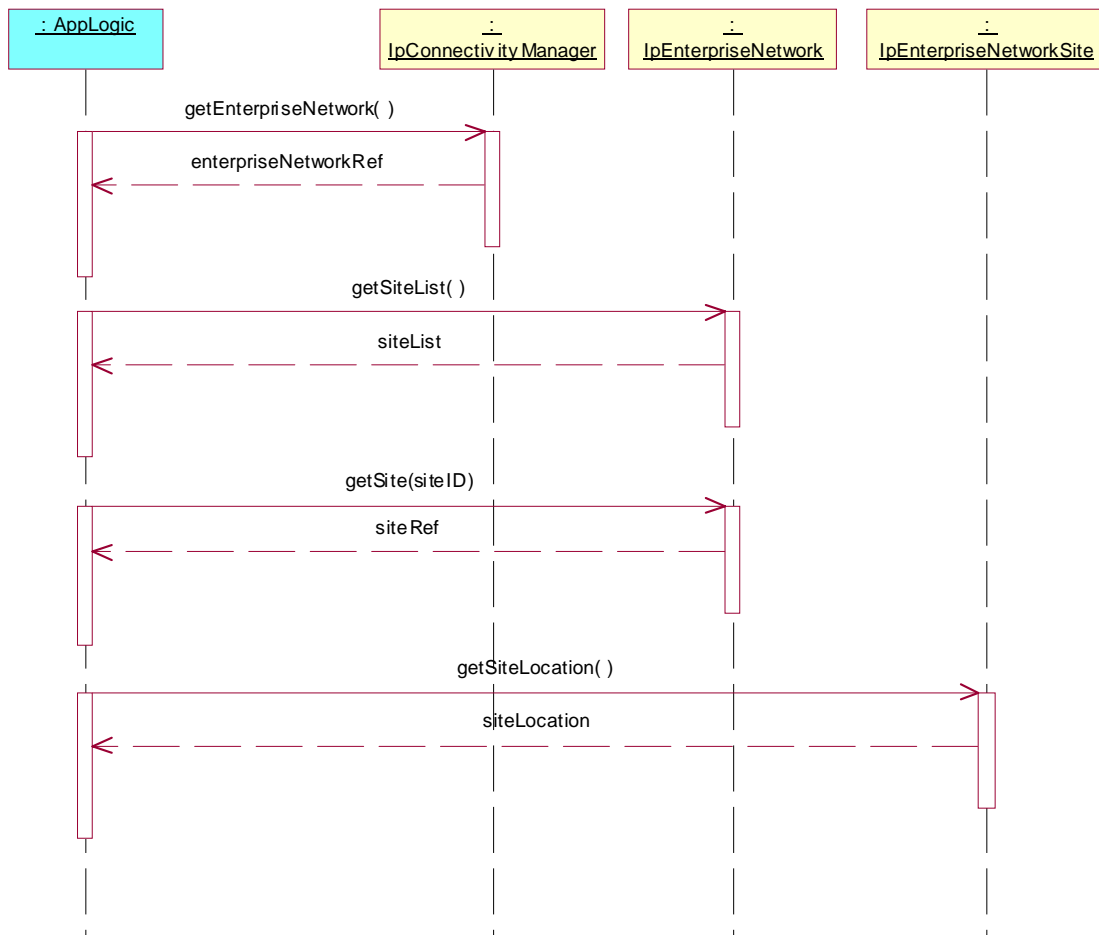 : AppLogic
:
IpConnectivityManager
:
IpEnterpriseNetwork
:
IpEnterpriseNetworkSite
getEnterpriseNetwork( )
enterpriseNetworkRef
getSiteList( )
siteList
getSite(siteID)
siteRef
getSiteLocation( )
siteLocation